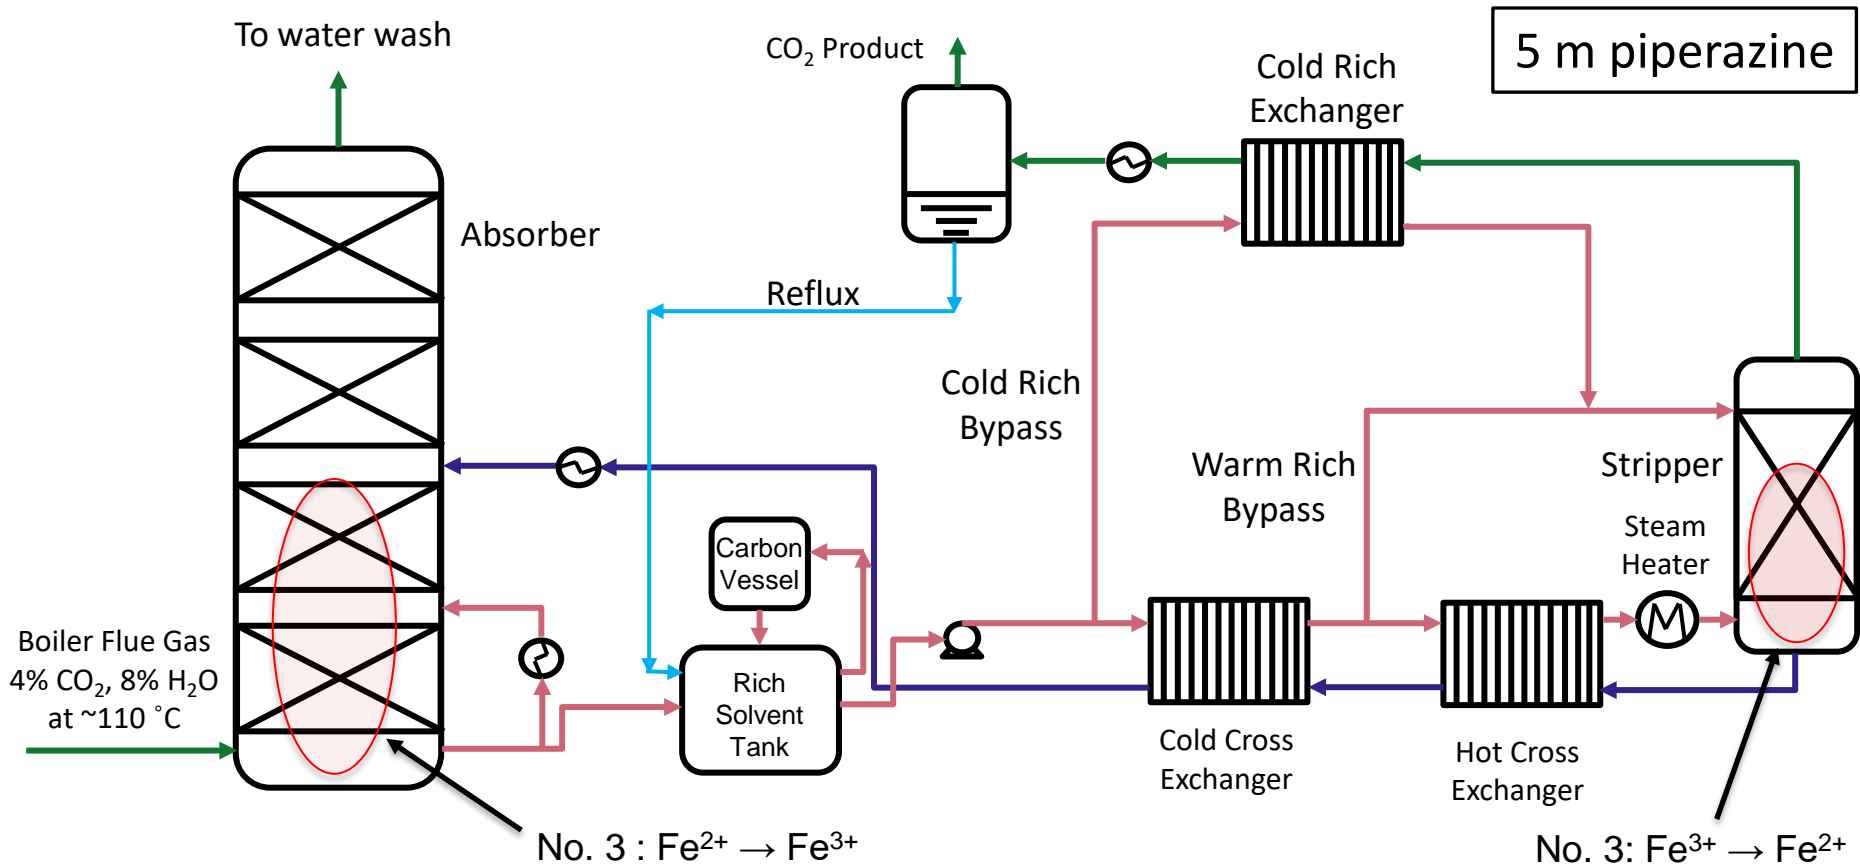 To water wash
CO₂ Product
Cold Rich
Exchanger
5 m piperazine
Absorber
Reflux
Cold Rich
Bypass
Warm Rich
Bypass
Stripper
Steam
Heater
Carbon
Vessel
Boiler Flue Gas
4% CO₂, 8% H₂O
at ~110 ˚C
Rich
Solvent
Tank
Cold Cross
Exchanger
Hot Cross
Exchanger
No. 3 : Fe²⁺ → Fe³⁺
No. 3: Fe³⁺ → Fe²⁺